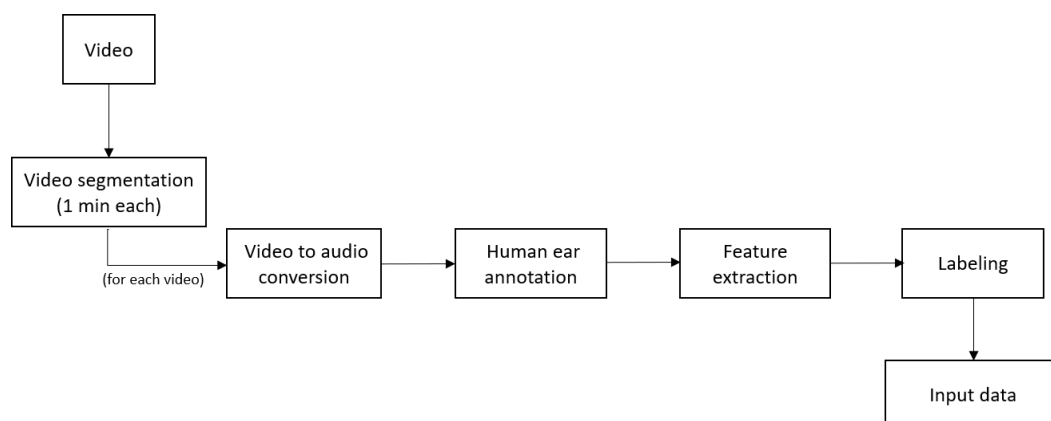 Video
Video segmentation
(1 min each)
(for each video)
Video to audio
conversion
Human ear
annotation
Feature
extraction
Labeling
Input data